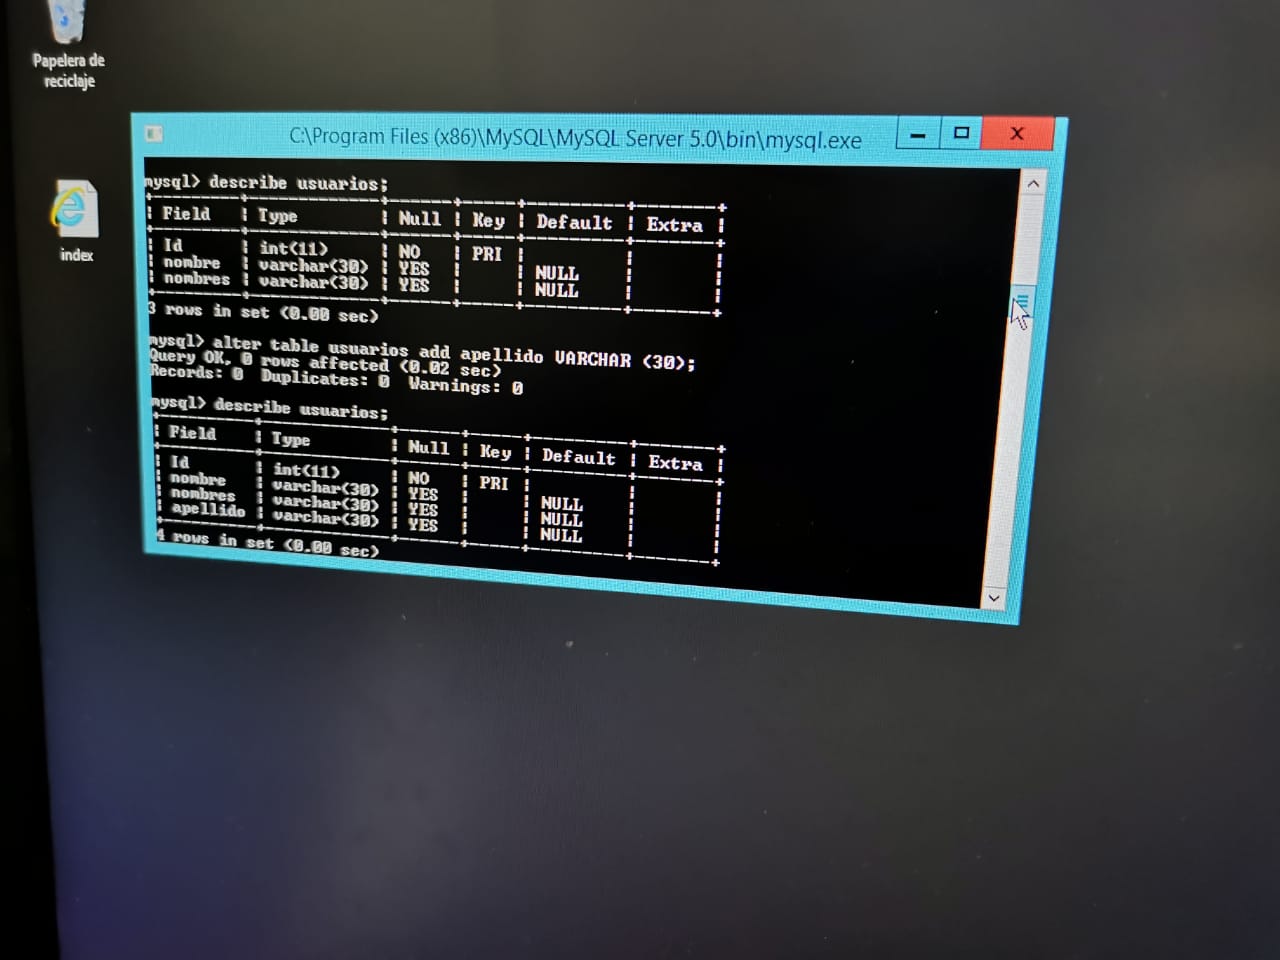 Papelera de
reciclaje
index
C:\Program Files (x86)\MySQL\MySQL Server 5.0\bin\mysql.exe
mysql> describe usuarios;
| Field | Type | Null | Key | Default | Extra |
| Id | int(11) | NO | PRI | | |
| nombre | varchar(30) | YES | | NULL | |
| nombres | varchar(30) | YES | | NULL | |
3 rows in set (0.00 sec)
mysql> alter table usuarios add apellido VARCHAR (30);
Query OK, 0 rows affected (0.02 sec)
Records: 0 Duplicates: 0 Warnings: 0
mysql> describe usuarios;
| Field | Type | Null | Key | Default | Extra |
| Id | int(11) | NO | PRI | | |
| nombre | varchar(30) | YES | | NULL | |
| nombres | varchar(30) | YES | | NULL | |
| apellido | varchar(30) | YES | | NULL | |
4 rows in set (0.00 sec)